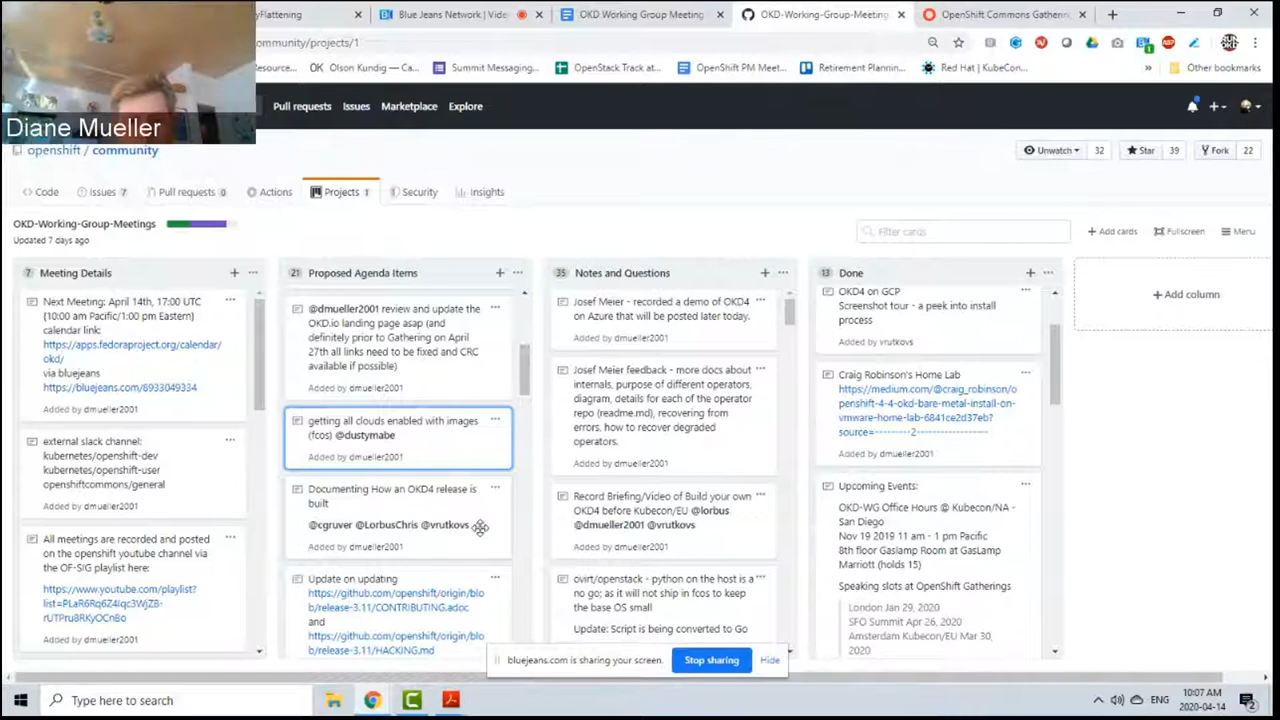 yFlattening
Blue Jeans Network | Vide
OKD Working Group Meeting
OKD-Working-Group-Meeting
OpenShift Commons Gatherin
ommunity/projects/1
Resource...
Olson Kundig — Ca...
Summit Messaging...
OpenStack Track at...
OpenShift PM Meet...
Retirement Plannin...
Red Hat | KubeCon...
Other bookmarks
Diane Mueller
Pull requests Issues Marketplace Explore
openshift / community
Unwatch 32 Star 39 Fork 22
Code Issues 7 Pull requests 0 Actions Projects 1 Security Insights
OKD-Working-Group-Meetings
Updated 7 days ago
Filter cards
Add cards Fullscreen Menu
7 Meeting Details
Next Meeting: April 14th, 17:00 UTC
(10:00 am Pacific/1:00 pm Eastern)
calendar link:
https://apps.fedoraproject.org/calendar/
okd/
via bluejeans
https://bluejeans.com/8933049334
Added by dmueller2001
external slack channel:
kubernetes/openshift-dev
kubernetes/openshift-user
openshiftcommons/general
Added by dmueller2001
All meetings are recorded and posted
on the openshift youtube channel via
the OF-SIG playlist here:
https://www.youtube.com/playlist?
list=PLaR6Rq6Z4Iqc3WjZB-
rUTPru8RKyOCnBo
Added by dmueller2001
21 Proposed Agenda Items
@dmueller2001 review and update the
OKD.io landing page asap (and
definitely prior to Gathering on April
27th all links need to be fixed and CRC
available if possible)
Added by dmueller2001
getting all clouds enabled with images
(fcos) @dustymabe
Added by dmueller2001
Documenting How an OKD4 release is
built
@cgruver @LorbusChris @vrutkovs
Added by dmueller2001
Update on updating
https://github.com/openshift/origin/blo
b/release-3.11/CONTRIBUTING.adoc
and
https://github.com/openshift/origin/blo
b/release-3.11/HACKING.md
35 Notes and Questions
Josef Meier - recorded a demo of OKD4
on Azure that will be posted later today.
Added by dmueller2001
Josef Meier feedback - more docs about
internals, purpose of different operators,
diagram, details for each of the operator
repo (readme.md), recovering from
errors, how to recover degraded
operators.
Added by dmueller2001
Record Briefing/Video of Build your own
OKD4 before Kubecon/EU @lorbus
@dmueller2001 @vrutkovs
Added by dmueller2001
ovirt/openstack - python on the host is a
no go; as it will not ship in fcos to keep
the base OS small
Update: Script is being converted to Go
13 Done
OKD4 on GCP
Screenshot tour - a peek into install
process
Added by vrutkovs
Craig Robinson's Home Lab
https://medium.com/@craig_robinson/o
penshift-4-4-okd-bare-metal-install-on-
vmware-home-lab-6841ce2d37eb?
source=---------2------------------
Added by dmueller2001
Upcoming Events:
OKD-WG Office Hours @ Kubecon/NA -
San Diego
Nov 19 2019 11 am - 1 pm Pacific
8th floor Gaslamp Room at GasLamp
Marriott (holds 15)
Speaking slots at OpenShift Gatherings
London Jan 29, 2020
SFO Summit Apr 26, 2020
Amsterdam Kubecon/EU Mar 30,
2020
Add column
bluejeans.com is sharing your screen.
Stop sharing
Hide
Type here to search
ENG
10:07 AM
2020-04-14